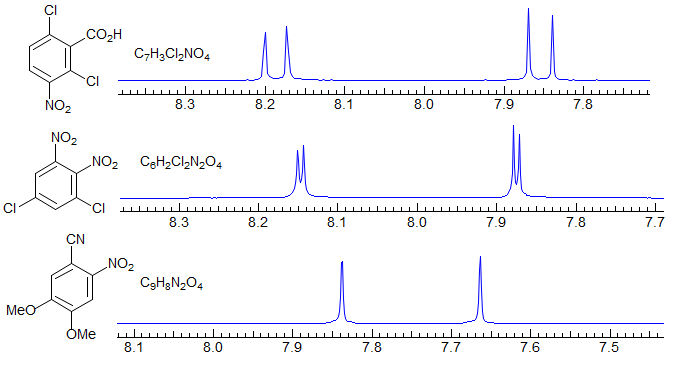 Cl
CO₂H
Cl
NO₂
C₇H₃Cl₂NO₄
8.3 8.2 8.1 8.0 7.9 7.8
NO₂
NO₂
Cl
Cl
C₆H₂Cl₂N₂O₄
8.3 8.2 8.1 8.0 7.9 7.8 7.7
CN
NO₂
MeO
OMe
C₉H₈N₂O₄
8.1 8.0 7.9 7.8 7.7 7.6 7.5